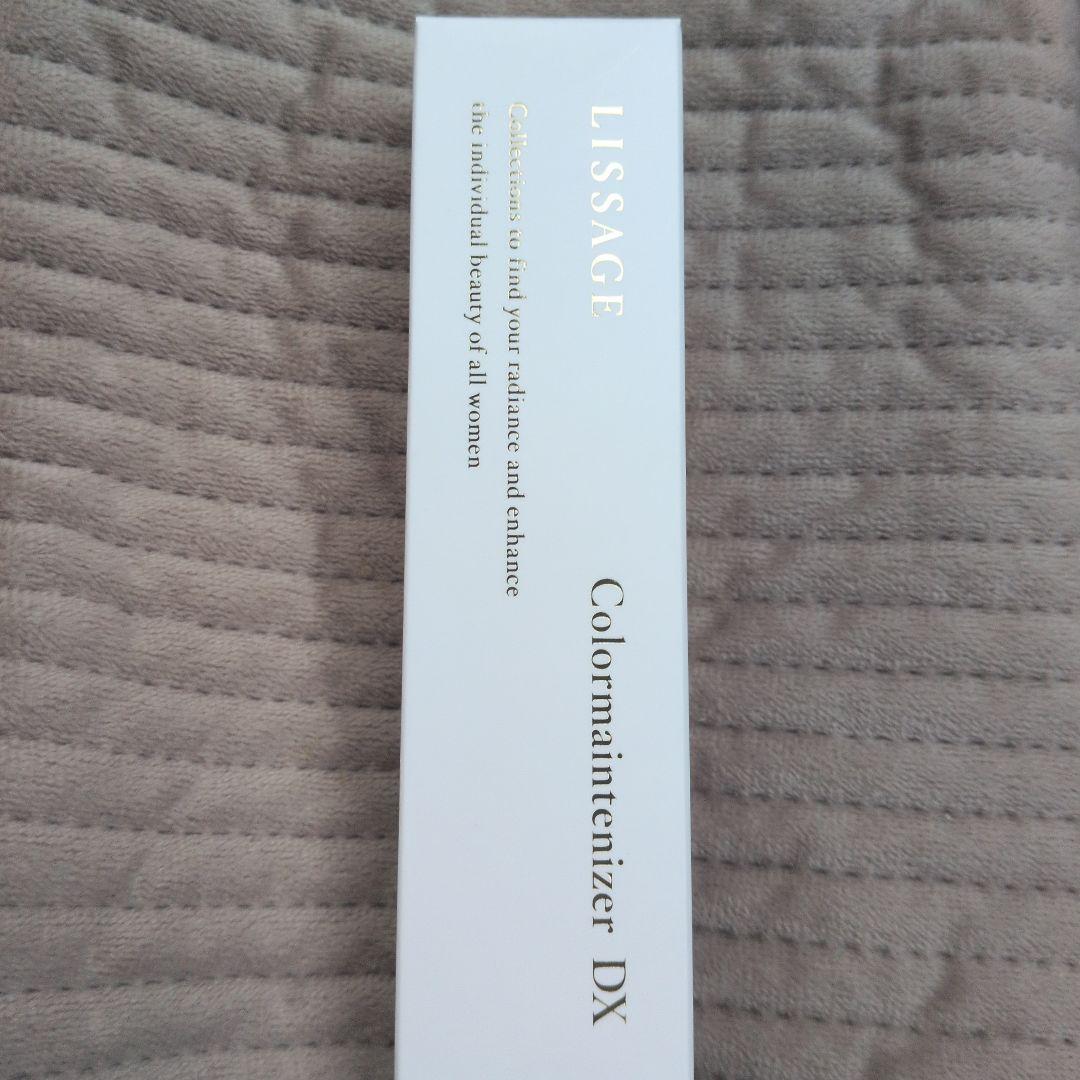 LISSAGE Colormaintenizer DX
Collections to find your radiance and enhance
the individual beauty of all women